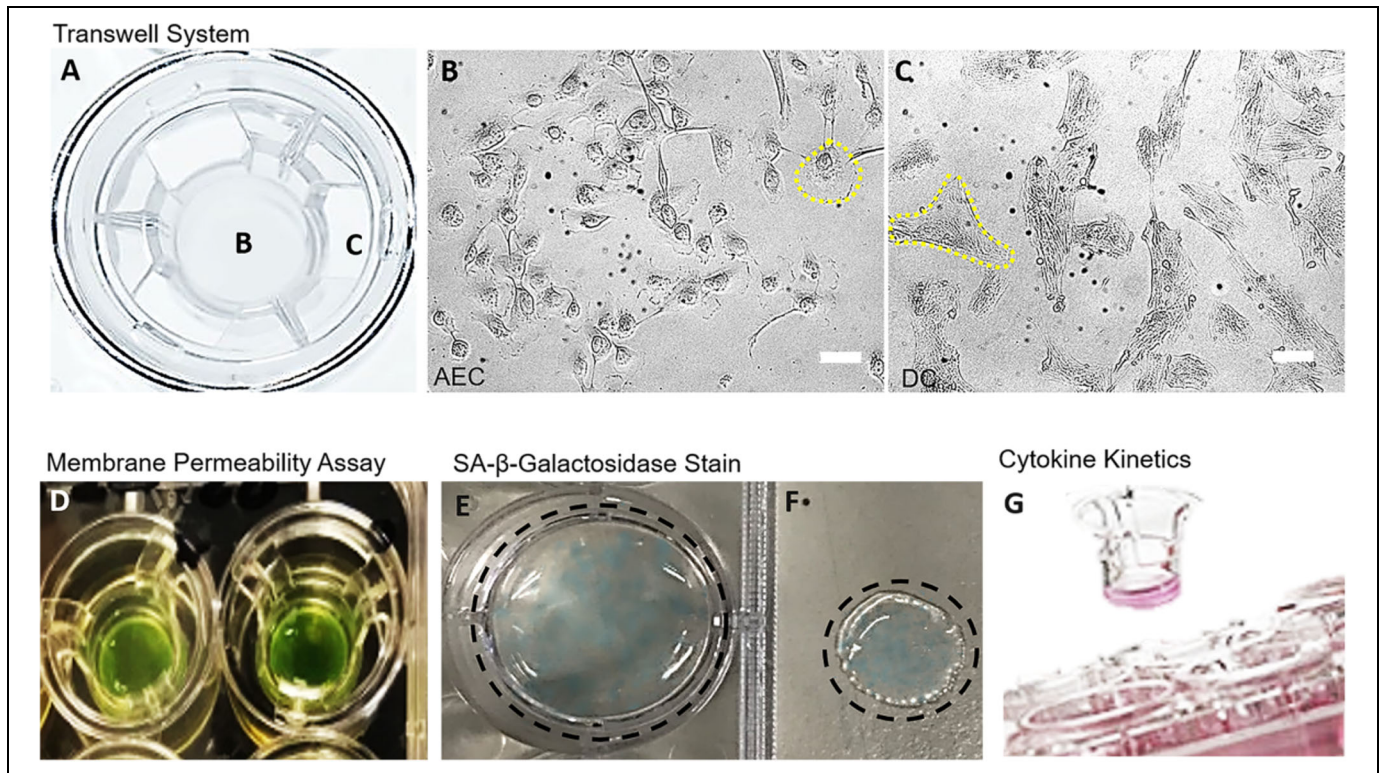 Transwell System
A
B
C
B
AEC
C
DC
Membrane Permeability Assay
SA-β-Galactosidase Stain
Cytokine Kinetics
D
E
F
G